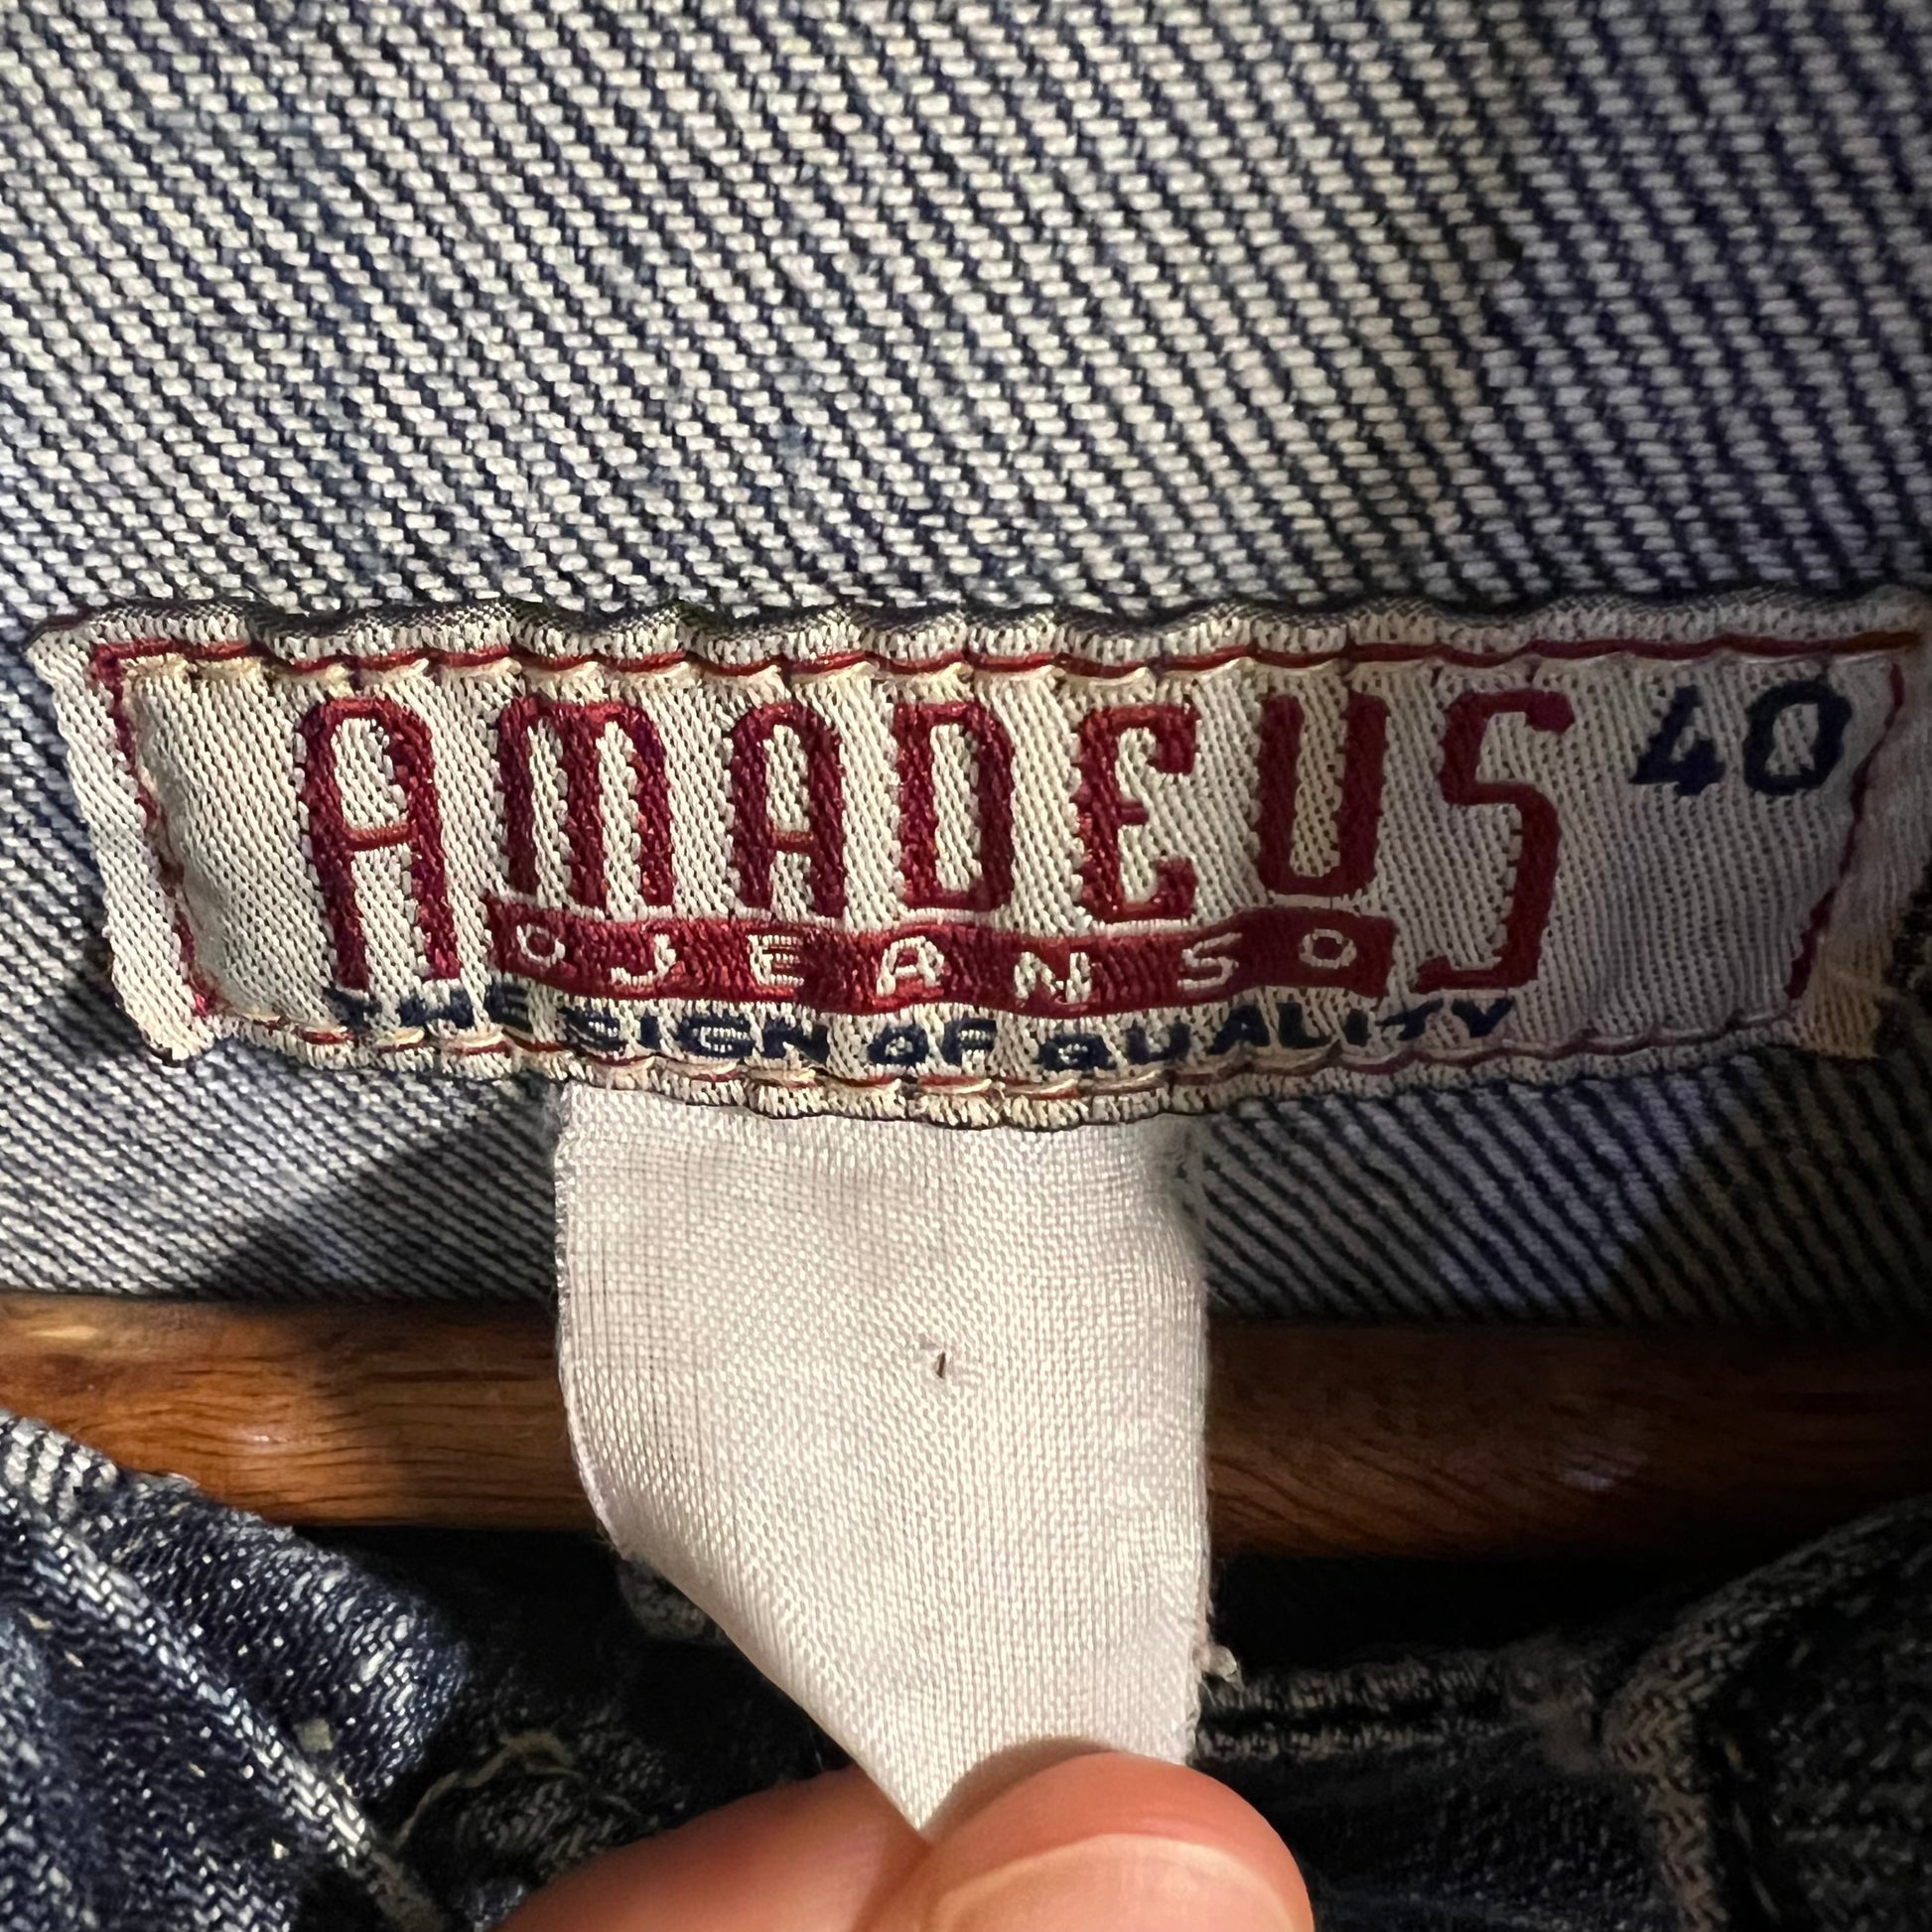 AMADEUS 40
JEANS
THE SIGN OF QUALITY